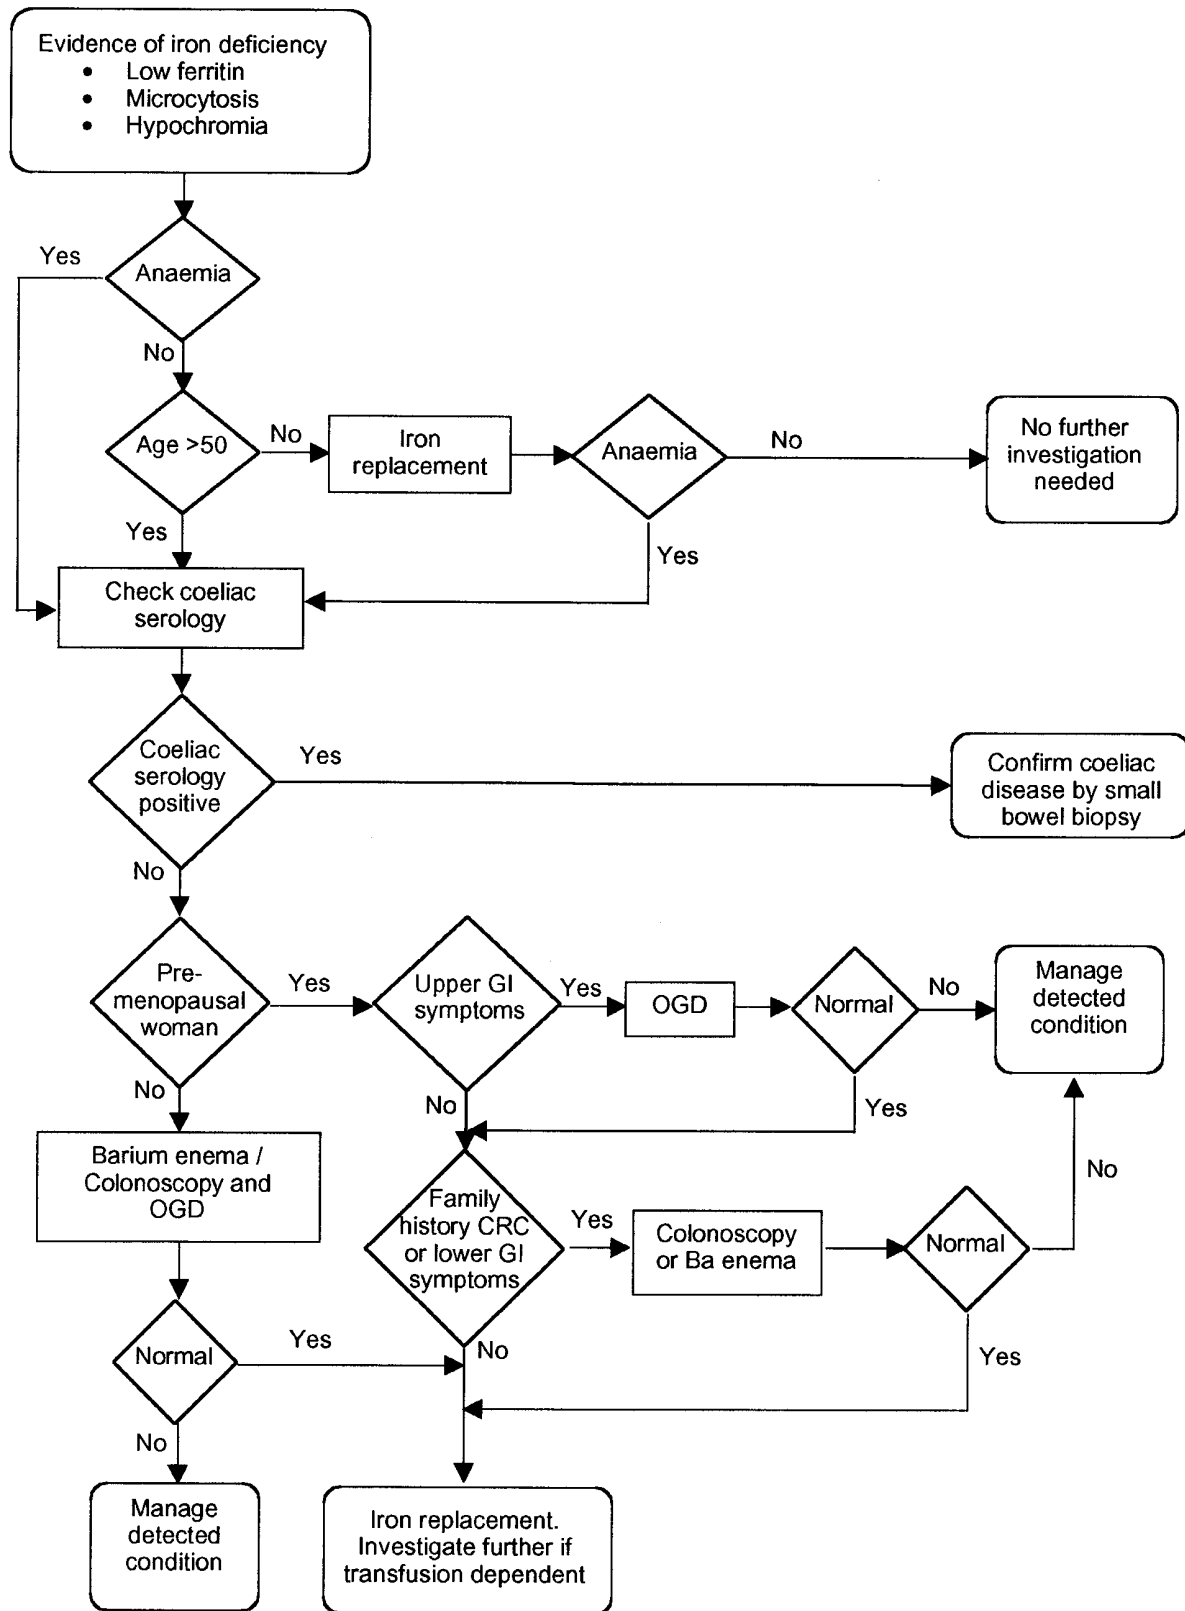 Evidence of iron deficiency
• Low ferritin
• Microcytosis
• Hypochromia
Yes
Anaemia
No
Age >50
No
Iron
replacement
Anaemia
No
No further
investigation
needed
Yes
Yes
Check coeliac
serology
Coeliac
serology
positive
Yes
Confirm coeliac
disease by small
bowel biopsy
No
Pre-
menopausal
woman
Yes
Upper GI
symptoms
Yes
OGD
Normal
No
Manage
detected
condition
No
No
Yes
Barium enema /
Colonoscopy and
OGD
Family
history CRC
or lower GI
symptoms
Yes
Colonoscopy
or Ba enema
Normal
No
Normal
Yes
No
Yes
No
Manage
detected
condition
Iron replacement.
Investigate further if
transfusion dependent